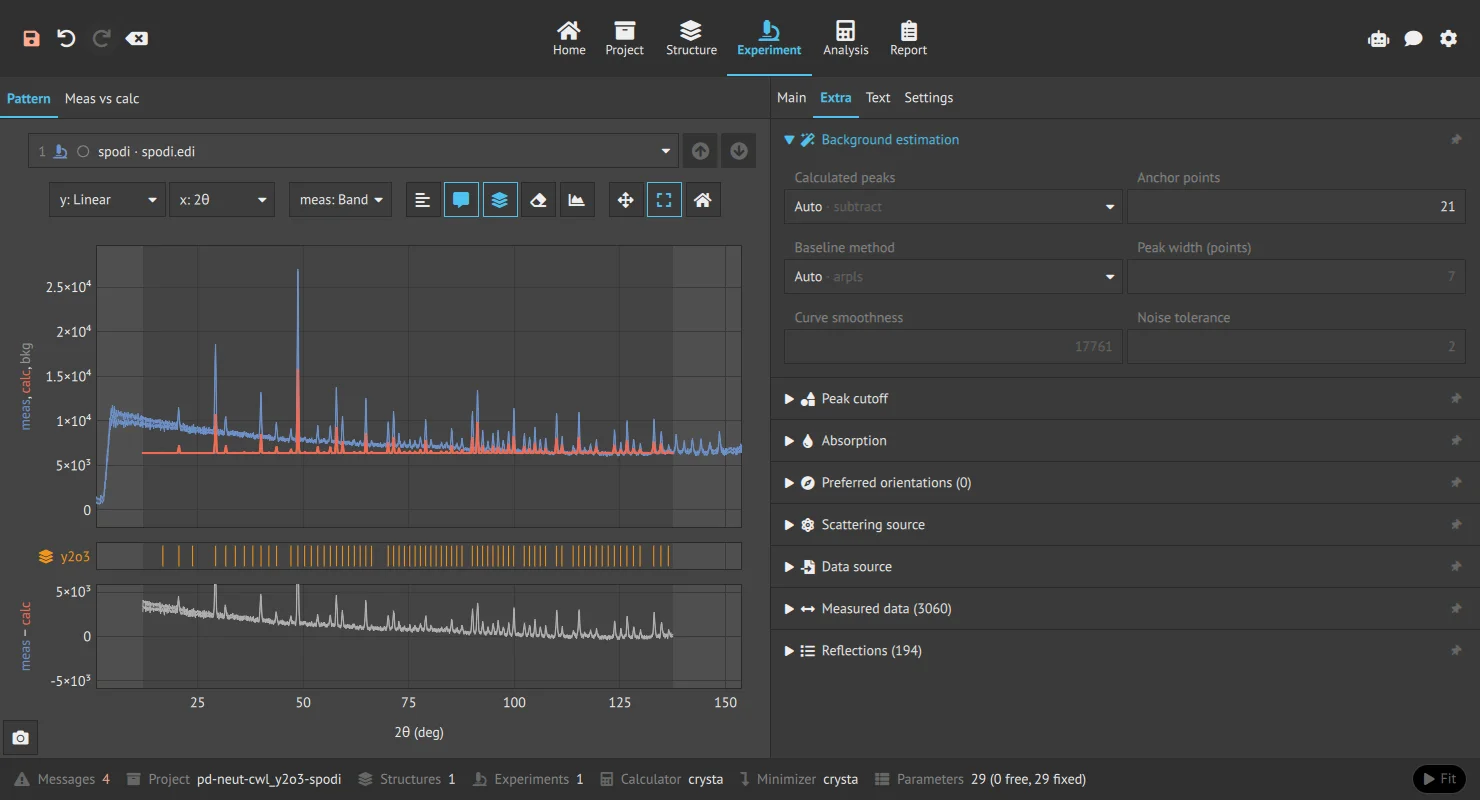 Home
Project
Structure
Experiment
Analysis
Report
Pattern
Meas vs calc
1 spodi · spodi.edi
y: Linear
x: 2θ
meas: Band
meas, calc, bkg
2.5×10⁴
2×10⁴
1.5×10⁴
1×10⁴
5×10³
0
y2o3
meas − calc
5×10³
0
-5×10³
25
50
75
100
125
150
2θ (deg)
Main
Extra
Text
Settings
Background estimation
Calculated peaks
Anchor points
Auto · subtract
21
Baseline method
Peak width (points)
Auto · arpls
7
Curve smoothness
Noise tolerance
17761
2
Peak cutoff
Absorption
Preferred orientations (0)
Scattering source
Data source
Measured data (3060)
Reflections (194)
Messages 4
Project pd-neut-cwl_y2o3-spodi
Structures 1
Experiments 1
Calculator crysta
Minimizer crysta
Parameters 29 (0 free, 29 fixed)
Fit